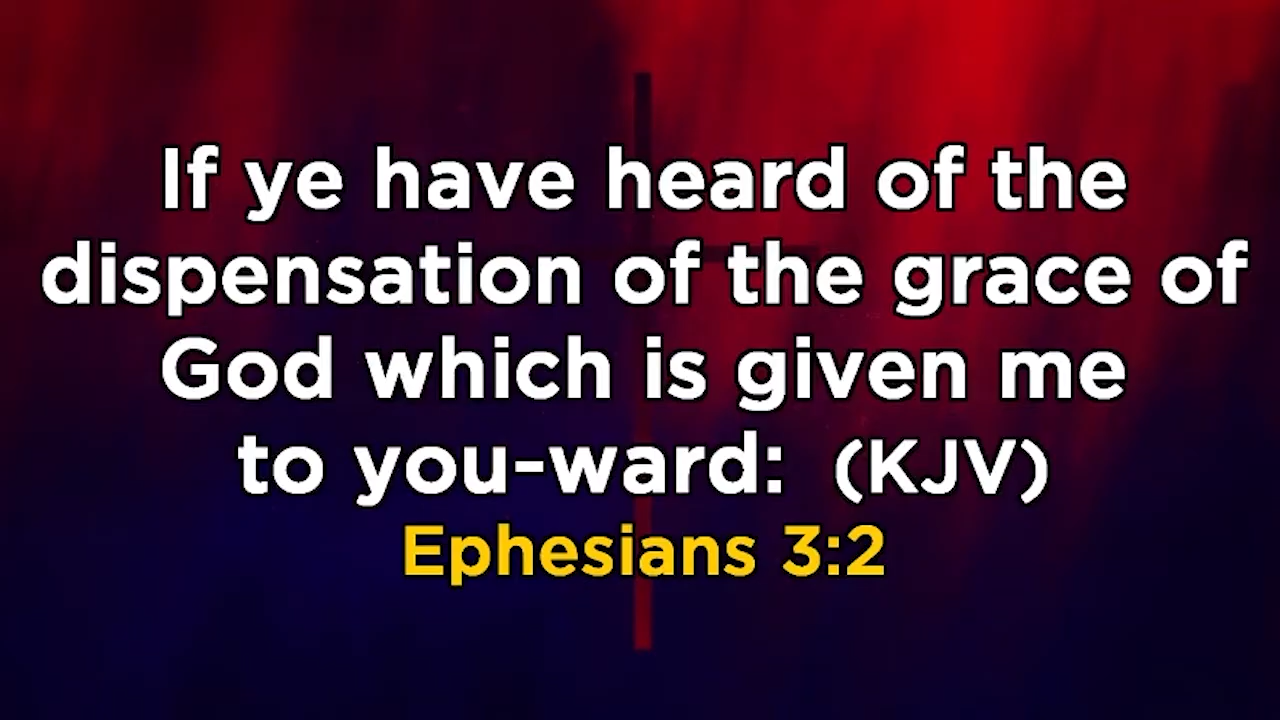 If ye have heard of the
dispensation of the grace of
God which is given me
to you-ward: (KJV)
Ephesians 3:2